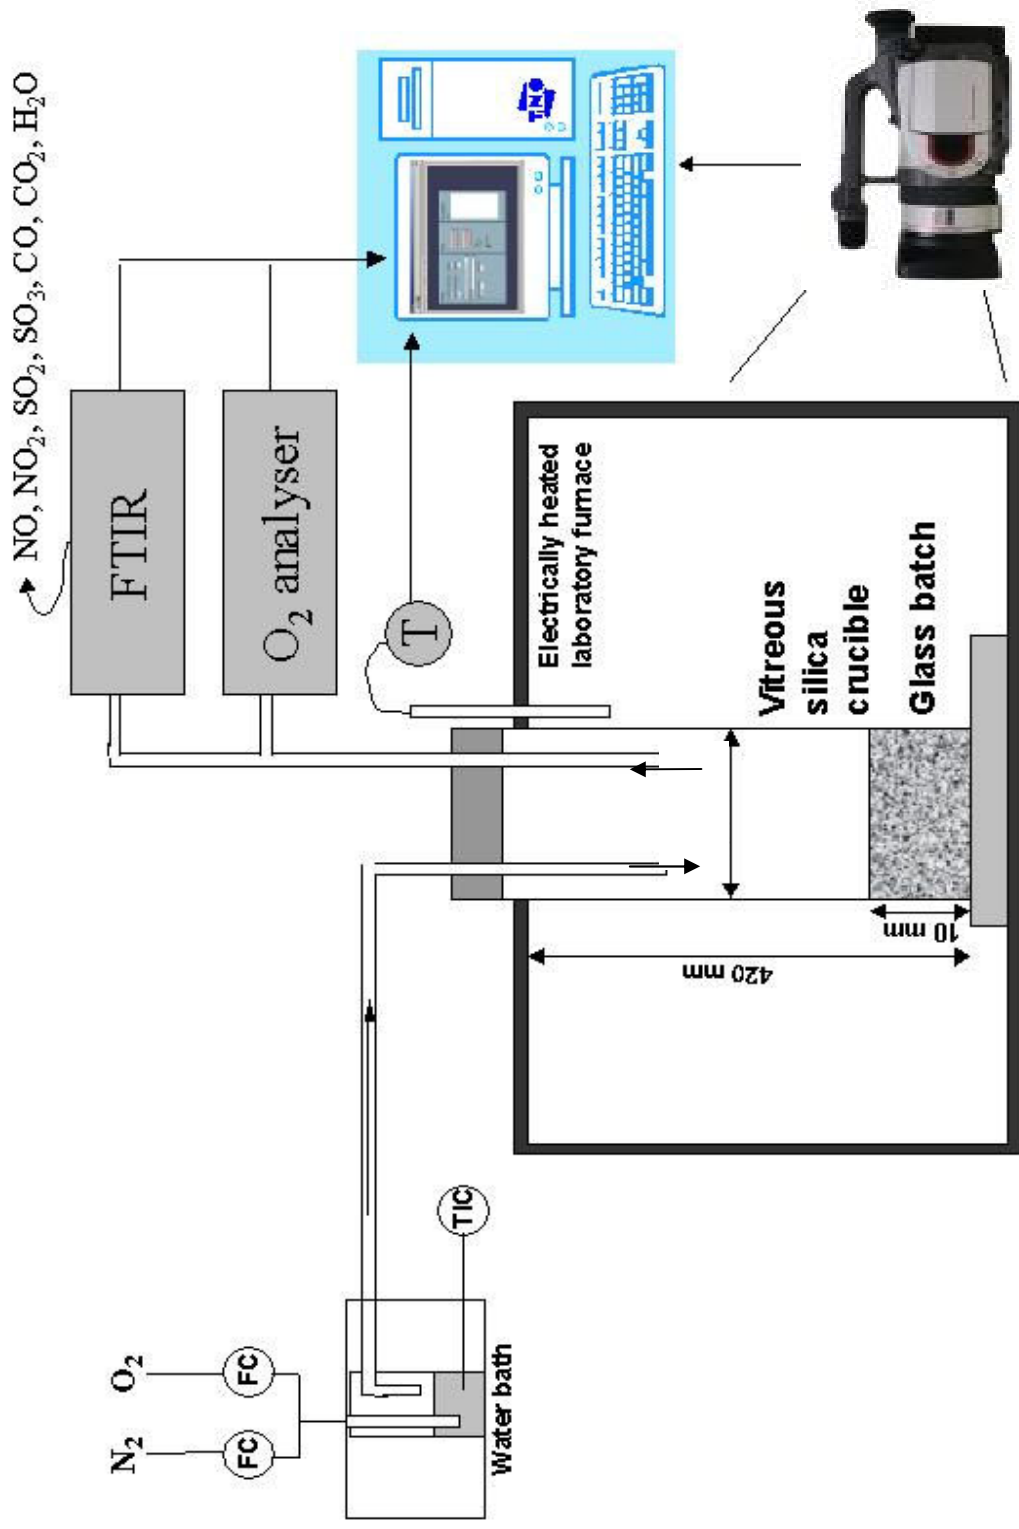 NO, NO₂, SO₂, SO₃, CO, CO₂, H₂O
FTIR
O₂ analyser
TNO
T
N₂
O₂
FC
FC
TIC
Water bath
Electrically heated
laboratory furnace
Vitreous
silica
crucible
Glass batch
420 mm
10 mm